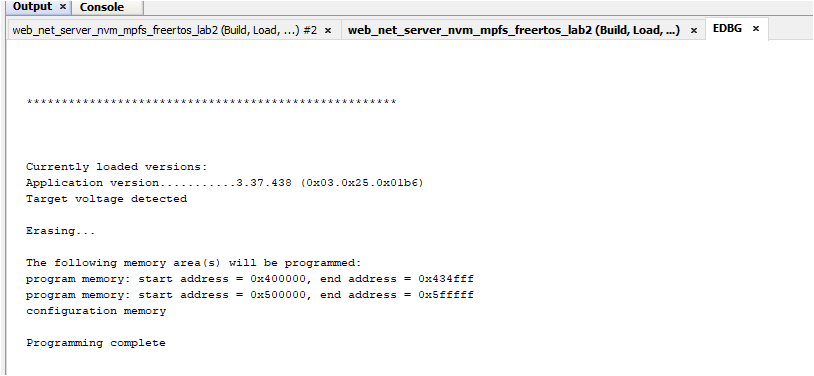 Output × Console
web_net_server_nvm_mpfs_freertos_lab2 (Build, Load, ...) #2 × web_net_server_nvm_mpfs_freertos_lab2 (Build, Load, ...) × EDBG ×
*****************************************************
Currently loaded versions:
Application version...........3.37.438 (0x03.0x25.0x01b6)
Target voltage detected
Erasing...
The following memory area(s) will be programmed:
program memory: start address = 0x400000, end address = 0x434fff
program memory: start address = 0x500000, end address = 0x5fffff
configuration memory
Programming complete